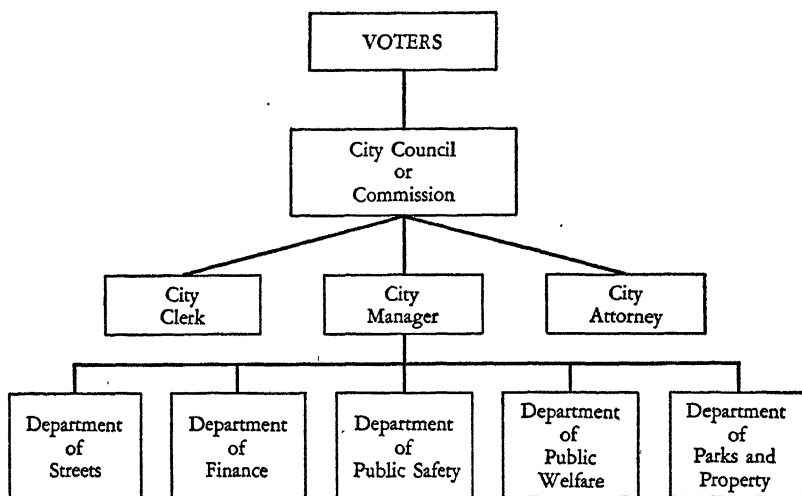 VOTERS
City Council
or
Commission
City
Clerk
City
Manager
City
Attorney
Department
of
Streets
Department
of
Finance
Department
of
Public Safety
Department
of
Public
Welfare
Department
of
Parks and
Property